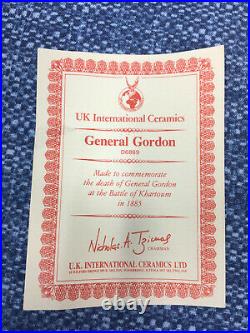 UK International Ceramics
General Gordon
D6869
Made to commemorate
the death of General Gordon
at the Battle of Khartoum
in 1885
Nicholas A.
CHAIRMAN
U.K. INTERNATIONAL CERAMICS LTD